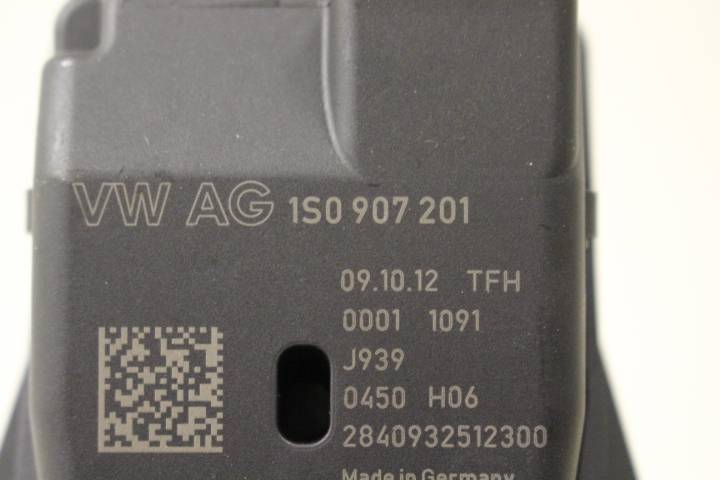 VW AG 1S0 907 201
09.10.12 TFH
0001 1091
J939
0450 H06
2840932512300
Made in Germany